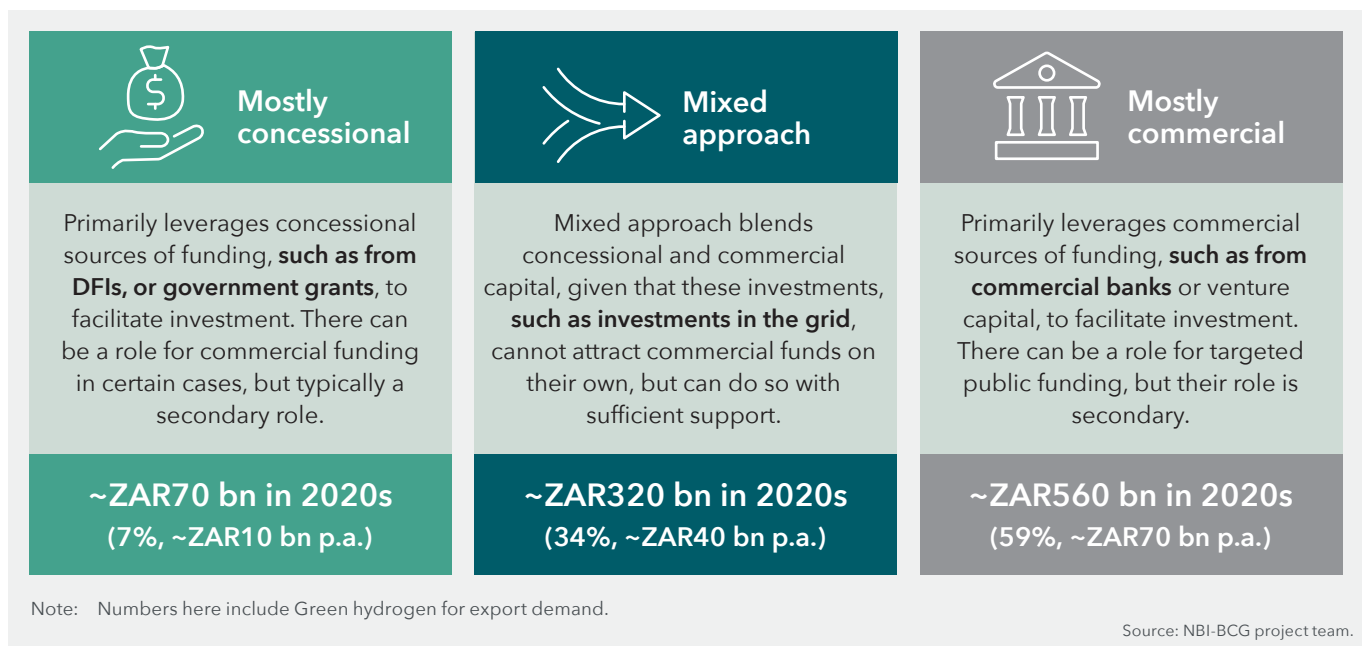 Mostly
concessional
Primarily leverages concessional
sources of funding, such as from
DFIs, or government grants, to
facilitate investment. There can
be a role for commercial funding
in certain cases, but typically a
secondary role.
~ZAR70 bn in 2020s
(7%, ~ZAR10 bn p.a.)
Mixed
approach
Mixed approach blends
concessional and commercial
capital, given that these investments,
such as investments in the grid,
cannot attract commercial funds on
their own, but can do so with
sufficient support.
~ZAR320 bn in 2020s
(34%, ~ZAR40 bn p.a.)
Mostly
commercial
Primarily leverages commercial
sources of funding, such as from
commercial banks or venture
capital, to facilitate investment.
There can be a role for targeted
public funding, but their role is
secondary.
~ZAR560 bn in 2020s
(59%, ~ZAR70 bn p.a.)
Note: Numbers here include Green hydrogen for export demand.
Source: NBI-BCG project team.